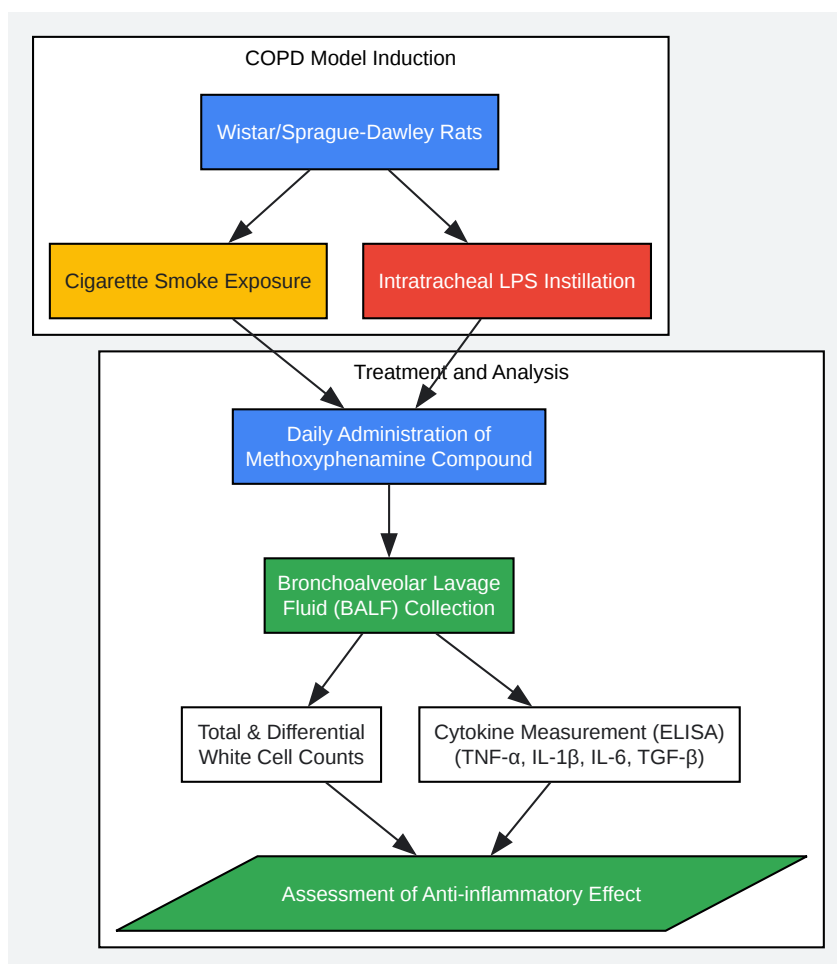 COPD Model Induction
Wistar/Sprague-Dawley Rats
Cigarette Smoke Exposure
Intratracheal LPS Instillation
Treatment and Analysis
Daily Administration of
Methoxyphenamine Compound
Bronchoalveolar Lavage
Fluid (BALF) Collection
Total & Differential
White Cell Counts
Cytokine Measurement (ELISA)
(TNF-α, IL-1β, IL-6, TGF-β)
Assessment of Anti-inflammatory Effect